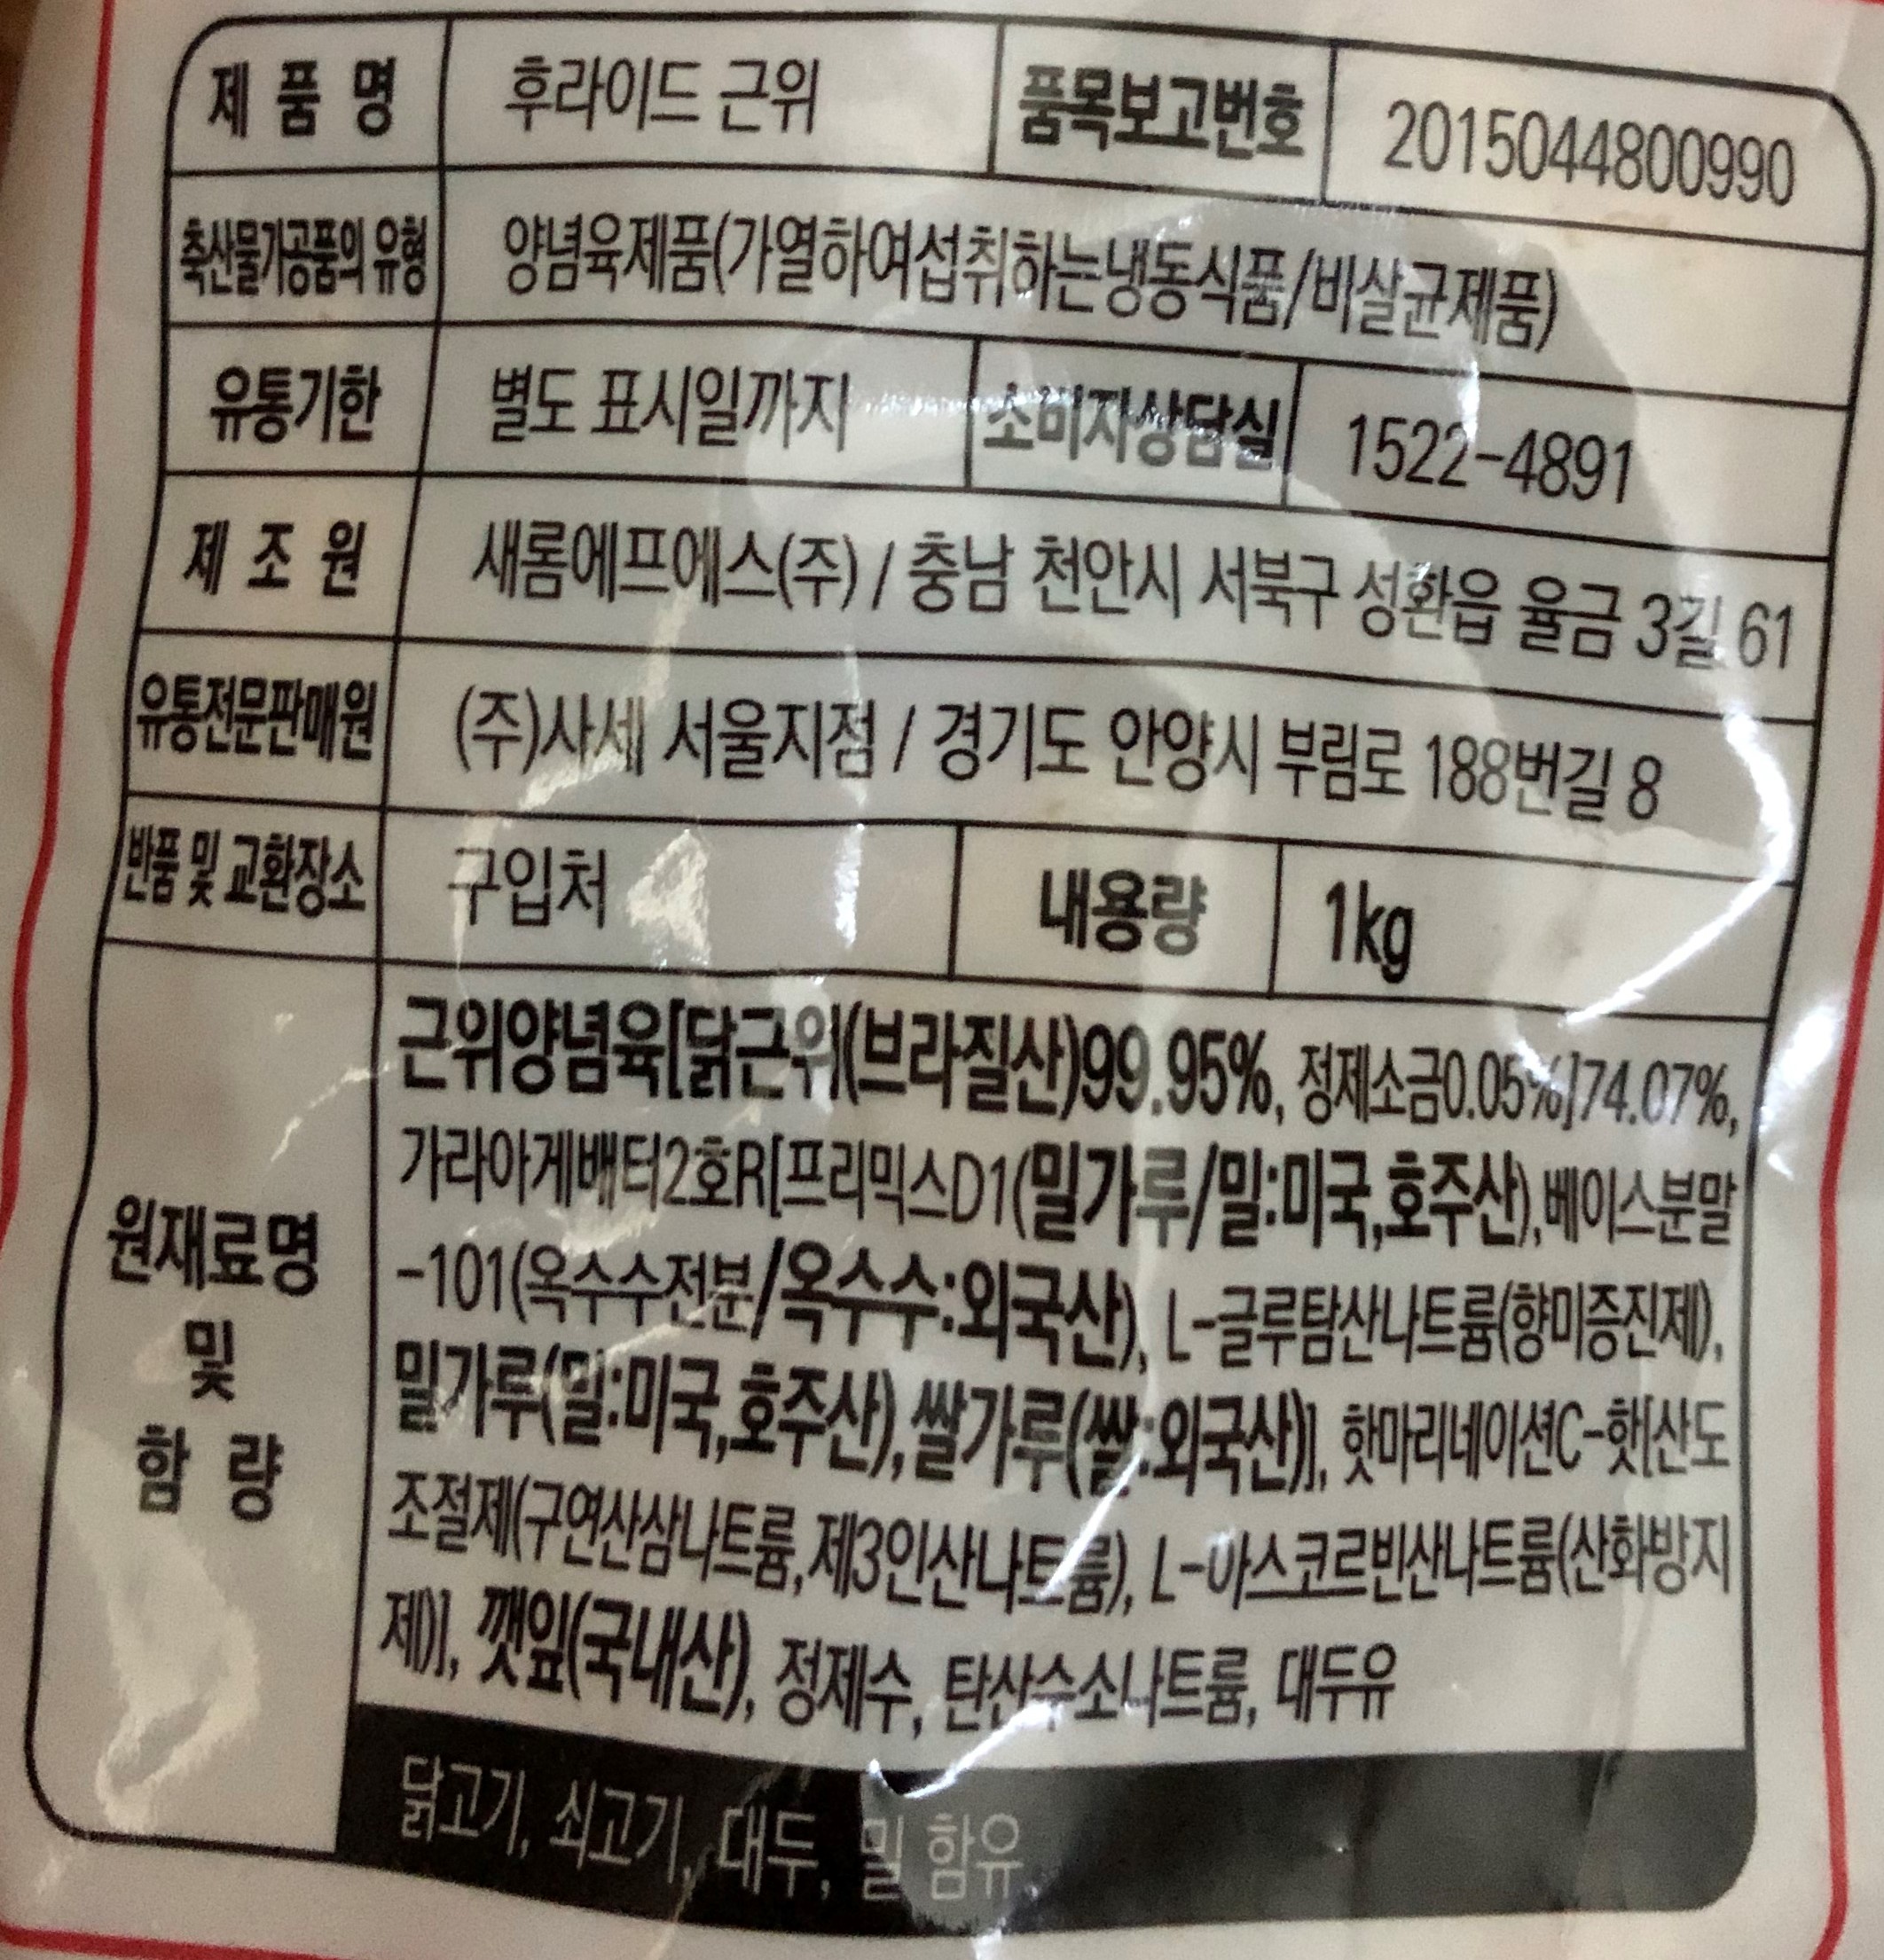 제 품 명 후라이드 근위 품목보고번호 2015044800990
축산물가공품의 유형 양념육제품(가열하여섭취하는냉동식품/비살균제품)
유통기한 별도 표시일까지 소비자상담실 1522-4891
제 조 원 새롬에프에스(주) / 충남 천안시 서북구 성환읍 율금 3길 61
유통전문판매원 (주)사세 서울지점 / 경기도 안양시 부림로 188번길 8
반품 및 교환장소 구입처 내용량 1kg
원재료명
및
함 량
근위양념육[닭근위(브라질산)99.95%, 정제소금0.05%]74.07%,
가라아게배터2호R[프리믹스D1(밀가루/밀:미국,호주산),베이스분말
-101(옥수수전분/옥수수:외국산), L-글루탐산나트륨(향미증진제),
밀가루(밀:미국,호주산),쌀가루(쌀:외국산)], 핫마리네이션C-핫[산도
조절제(구연산삼나트륨,제3인산나트륨), L-아스코르빈산나트륨(산화방지
제)], 깻잎(국내산), 정제수, 탄산수소나트륨, 대두유
닭고기, 쇠고기, 대두, 밀 함유